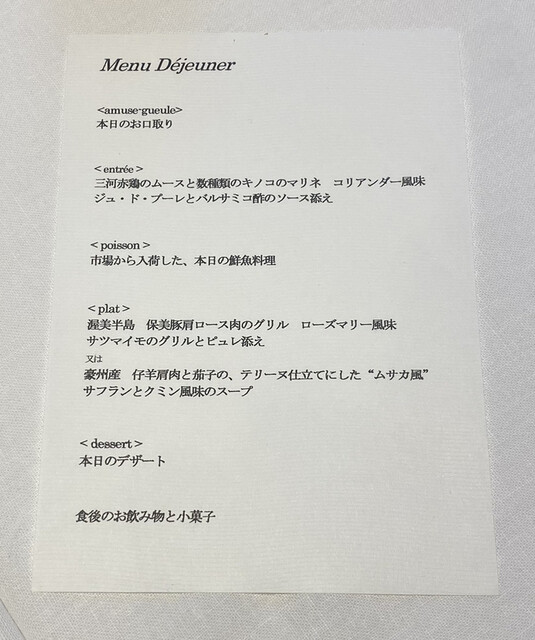 Menu Déjeuner
<amuse-gueule>
本日のお口取り
< entrée >
三河赤鶏のムースと数種類のキノコのマリネ　コリアンダー風味
ジュ・ド・プーレとバルサミコ酢のソース添え
< poisson >
市場から入荷した、本日の鮮魚料理
< plat >
渥美半島　保美豚肩ロース肉のグリル　ローズマリー風味
サツマイモのグリルとピュレ添え
又は
豪州産　仔羊肩肉と茄子の、テリーヌ仕立てにした“ムサカ風”
サフランとクミン風味のスープ
< dessert >
本日のデザート
食後のお飲み物と小菓子